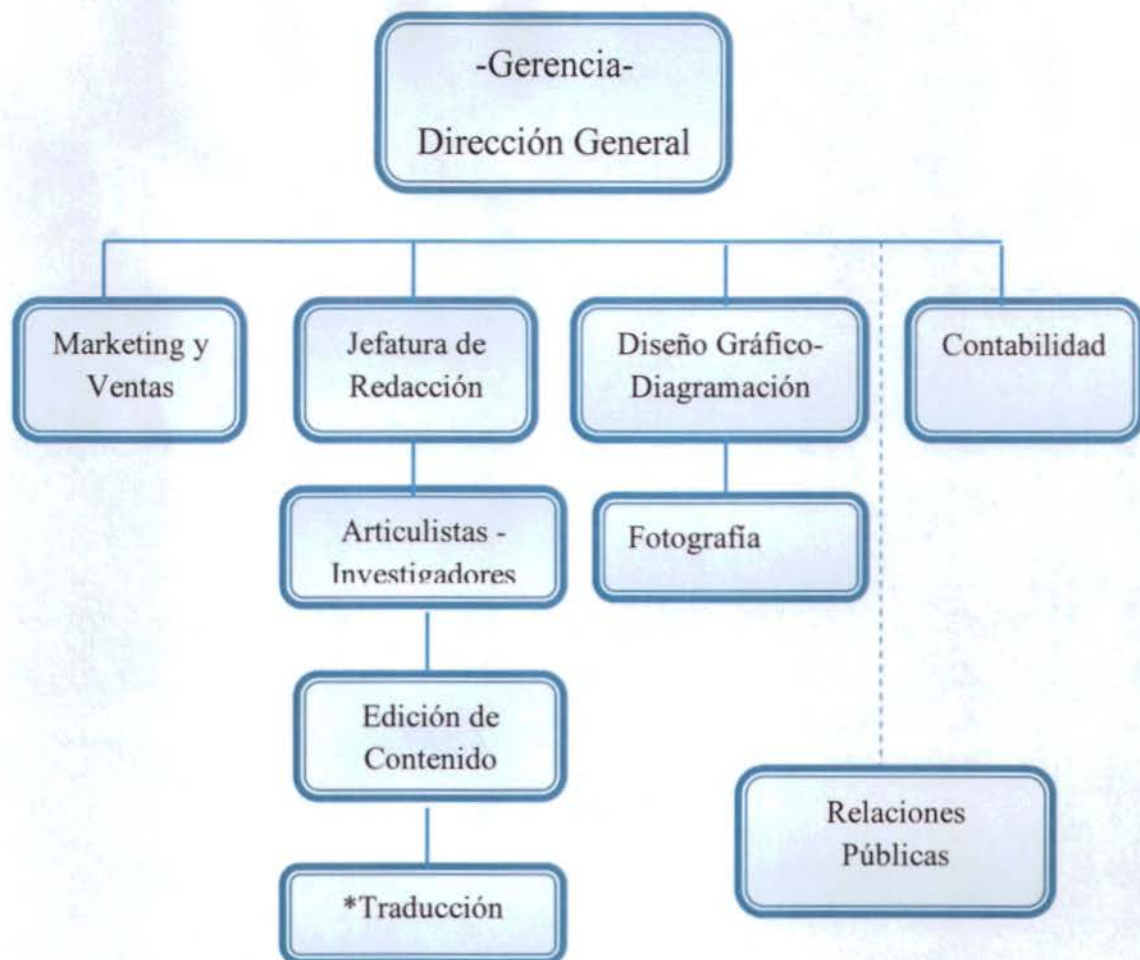 -Gerencia-
Dirección General
Marketing y
Ventas
Jefatura de
Redacción
Diseño Gráfico-
Diagramación
Contabilidad
Articulistas -
Investigadores
Fotografía
Edición de
Contenido
Relaciones
Públicas
*Traducción